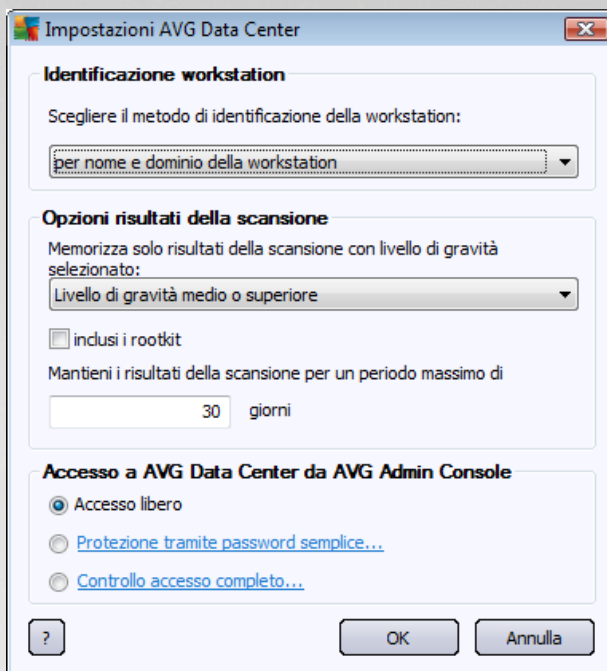 Impostazioni AVG Data Center
Identificazione workstation
Scegliere il metodo di identificazione della workstation:
per nome e dominio della workstation
Opzioni risultati della scansione
Memorizza solo risultati della scansione con livello di gravità
selezionato:
Livello di gravità medio o superiore
inclusi i rootkit
Mantieni i risultati della scansione per un periodo massimo di
30 giorni
Accesso a AVG Data Center da AVG Admin Console
Accesso libero
Protezione tramite password semplice...
Controllo accesso completo...
? OK Annulla